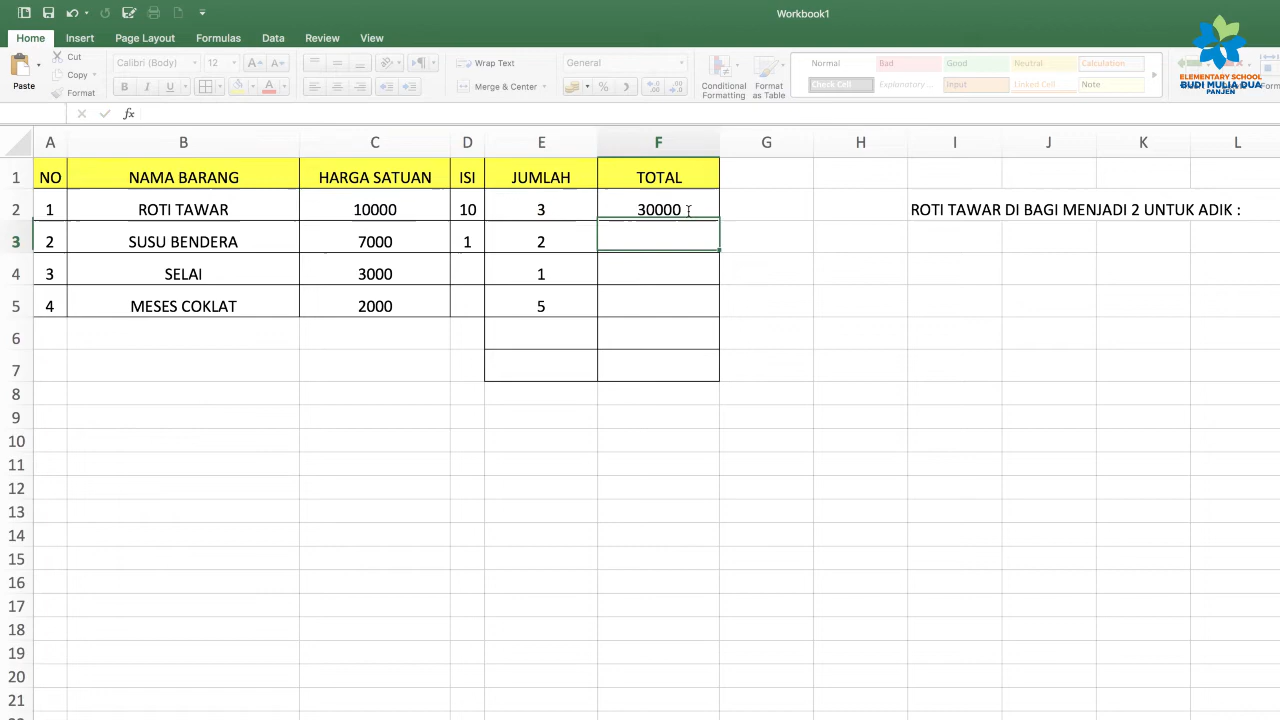 Workbook1
Home Insert Page Layout Formulas Data Review View
ELEMENTARY SCHOOL
BUDI MULIA DUA
PANJEN
Paste
Cut
Copy
Format
Calibri (Body) 12
B I U
Wrap Text
Merge & Center
General
Conditional Formatting
Format as Table
Normal Bad Good Neutral Calculation
Check Cell Explanatory ... Input Linked Cell Note
fx
A B C D E F G H I J K L
1 NO NAMA BARANG HARGA SATUAN ISI JUMLAH TOTAL
2 1 ROTI TAWAR 10000 10 3 30000 ROTI TAWAR DI BAGI MENJADI 2 UNTUK ADIK :
3 2 SUSU BENDERA 7000 1 2
4 3 SELAI 3000 1
5 4 MESES COKLAT 2000 5
6
7
8
9
10
11
12
13
14
15
16
17
18
19
20
21